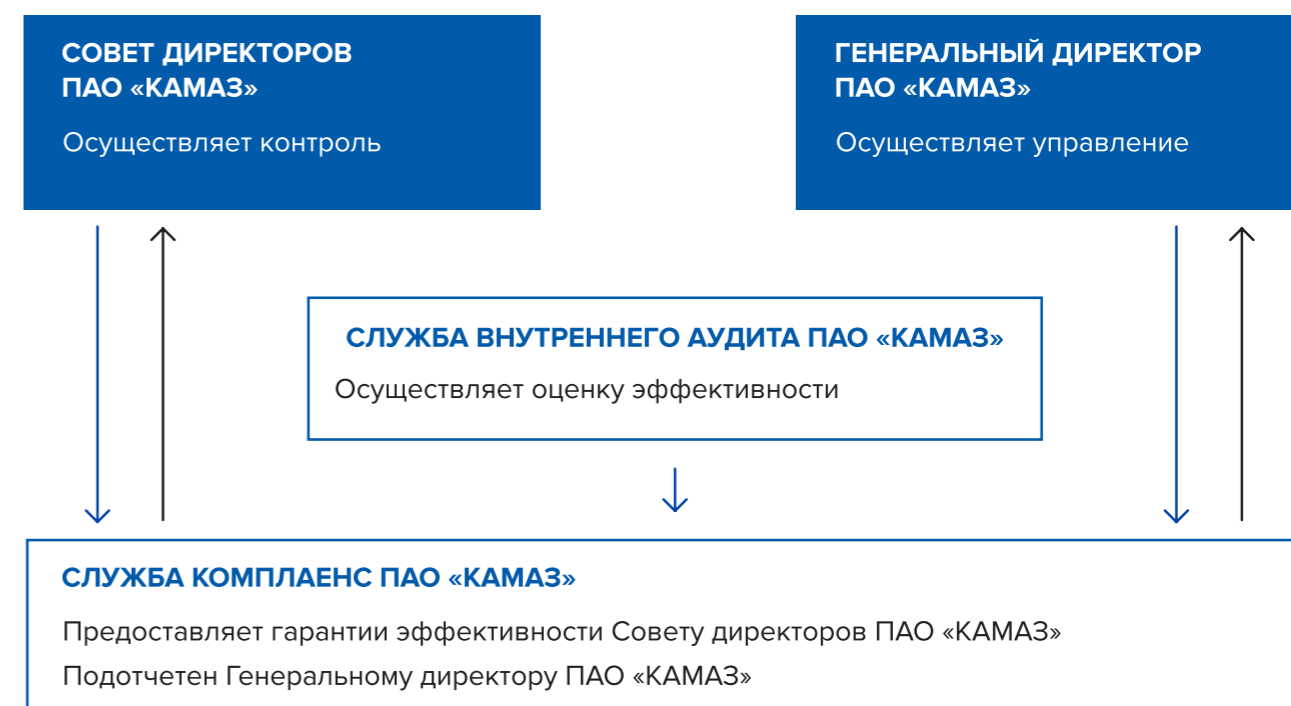 СОВЕТ ДИРЕКТОРОВ
ПАО «КАМАЗ»
Осуществляет контроль
ГЕНЕРАЛЬНЫЙ ДИРЕКТОР
ПАО «КАМАЗ»
Осуществляет управление
СЛУЖБА ВНУТРЕННЕГО АУДИТА ПАО «КАМАЗ»
Осуществляет оценку эффективности
СЛУЖБА КОМПЛАЕНС ПАО «КАМАЗ»
Предоставляет гарантии эффективности Совету директоров ПАО «КАМАЗ»
Подотчетен Генеральному директору ПАО «КАМАЗ»